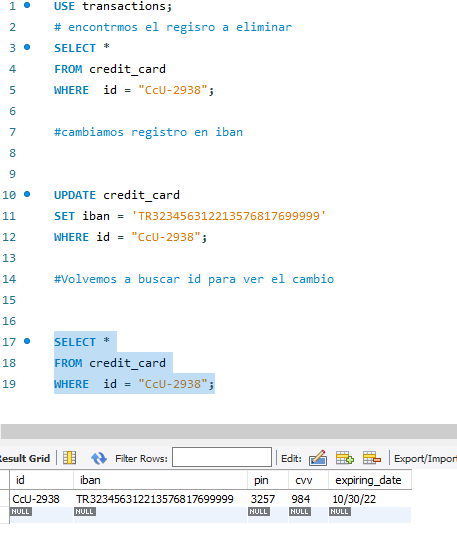 1 USE transactions;
2 # encontrmos el regisro a eliminar
3 SELECT *
4 FROM credit_card
5 WHERE id = "CcU-2938";
6
7 #cambiamos registro en iban
8
9
10 UPDATE credit_card
11 SET iban = 'TR323456312213576817699999'
12 WHERE id = "CcU-2938";
13
14 #Volvemos a buscar id para ver el cambio
15
16
17 SELECT *
18 FROM credit_card
19 WHERE id = "CcU-2938";
Result Grid Filter Rows: Edit: Export/Import
id iban pin cvv expiring_date
CcU-2938 TR323456312213576817699999 3257 984 10/30/22
NULL NULL NULL NULL NULL